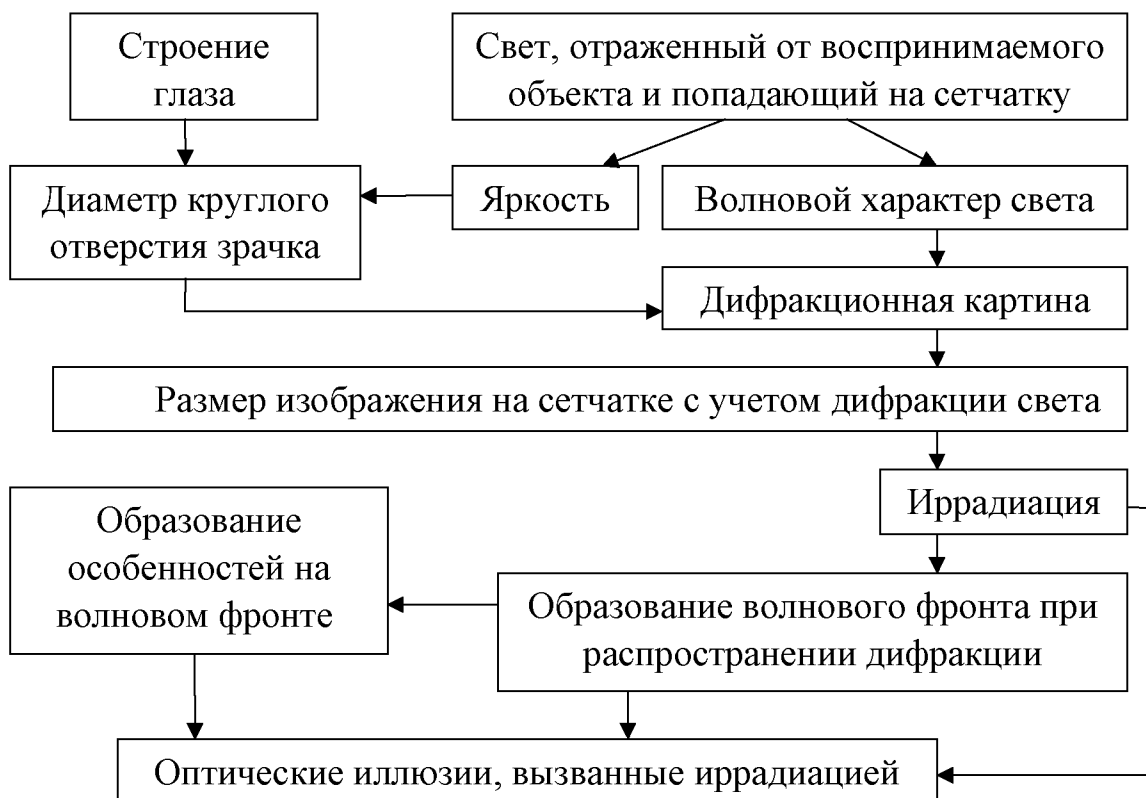 Строение
глаза
Свет, отраженный от воспринимаемого
объекта и попадающий на сетчатку
Диаметр круглого
отверстия зрачка
Яркость
Волновой характер света
Дифракционная картина
Размер изображения на сетчатке с учетом дифракции света
Иррадиация
Образование
особенностей на
волновом фронте
Образование волнового фронта при
распространении дифракции
Оптические иллюзии, вызванные иррадиацией